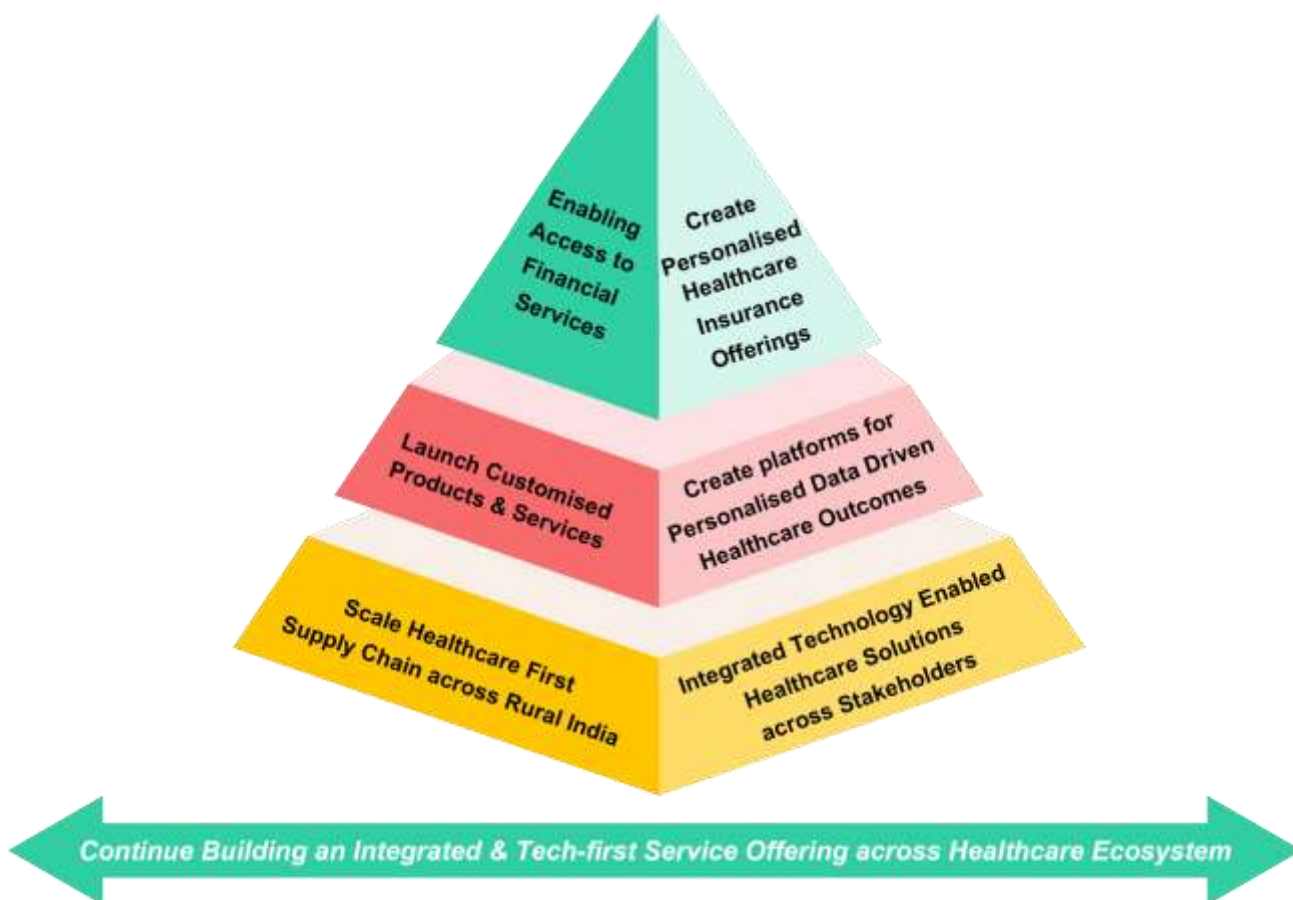 Enabling
Access to
Financial
Services
Create
Personalised
Healthcare
Insurance
Offerings
Launch Customised
Products & Services
Create platforms for
Personalised Data Driven
Healthcare Outcomes
Scale Healthcare First
Supply Chain across Rural India
Integrated Technology Enabled
Healthcare Solutions
across Stakeholders
Continue Building an Integrated & Tech-first Service Offering across Healthcare Ecosystem